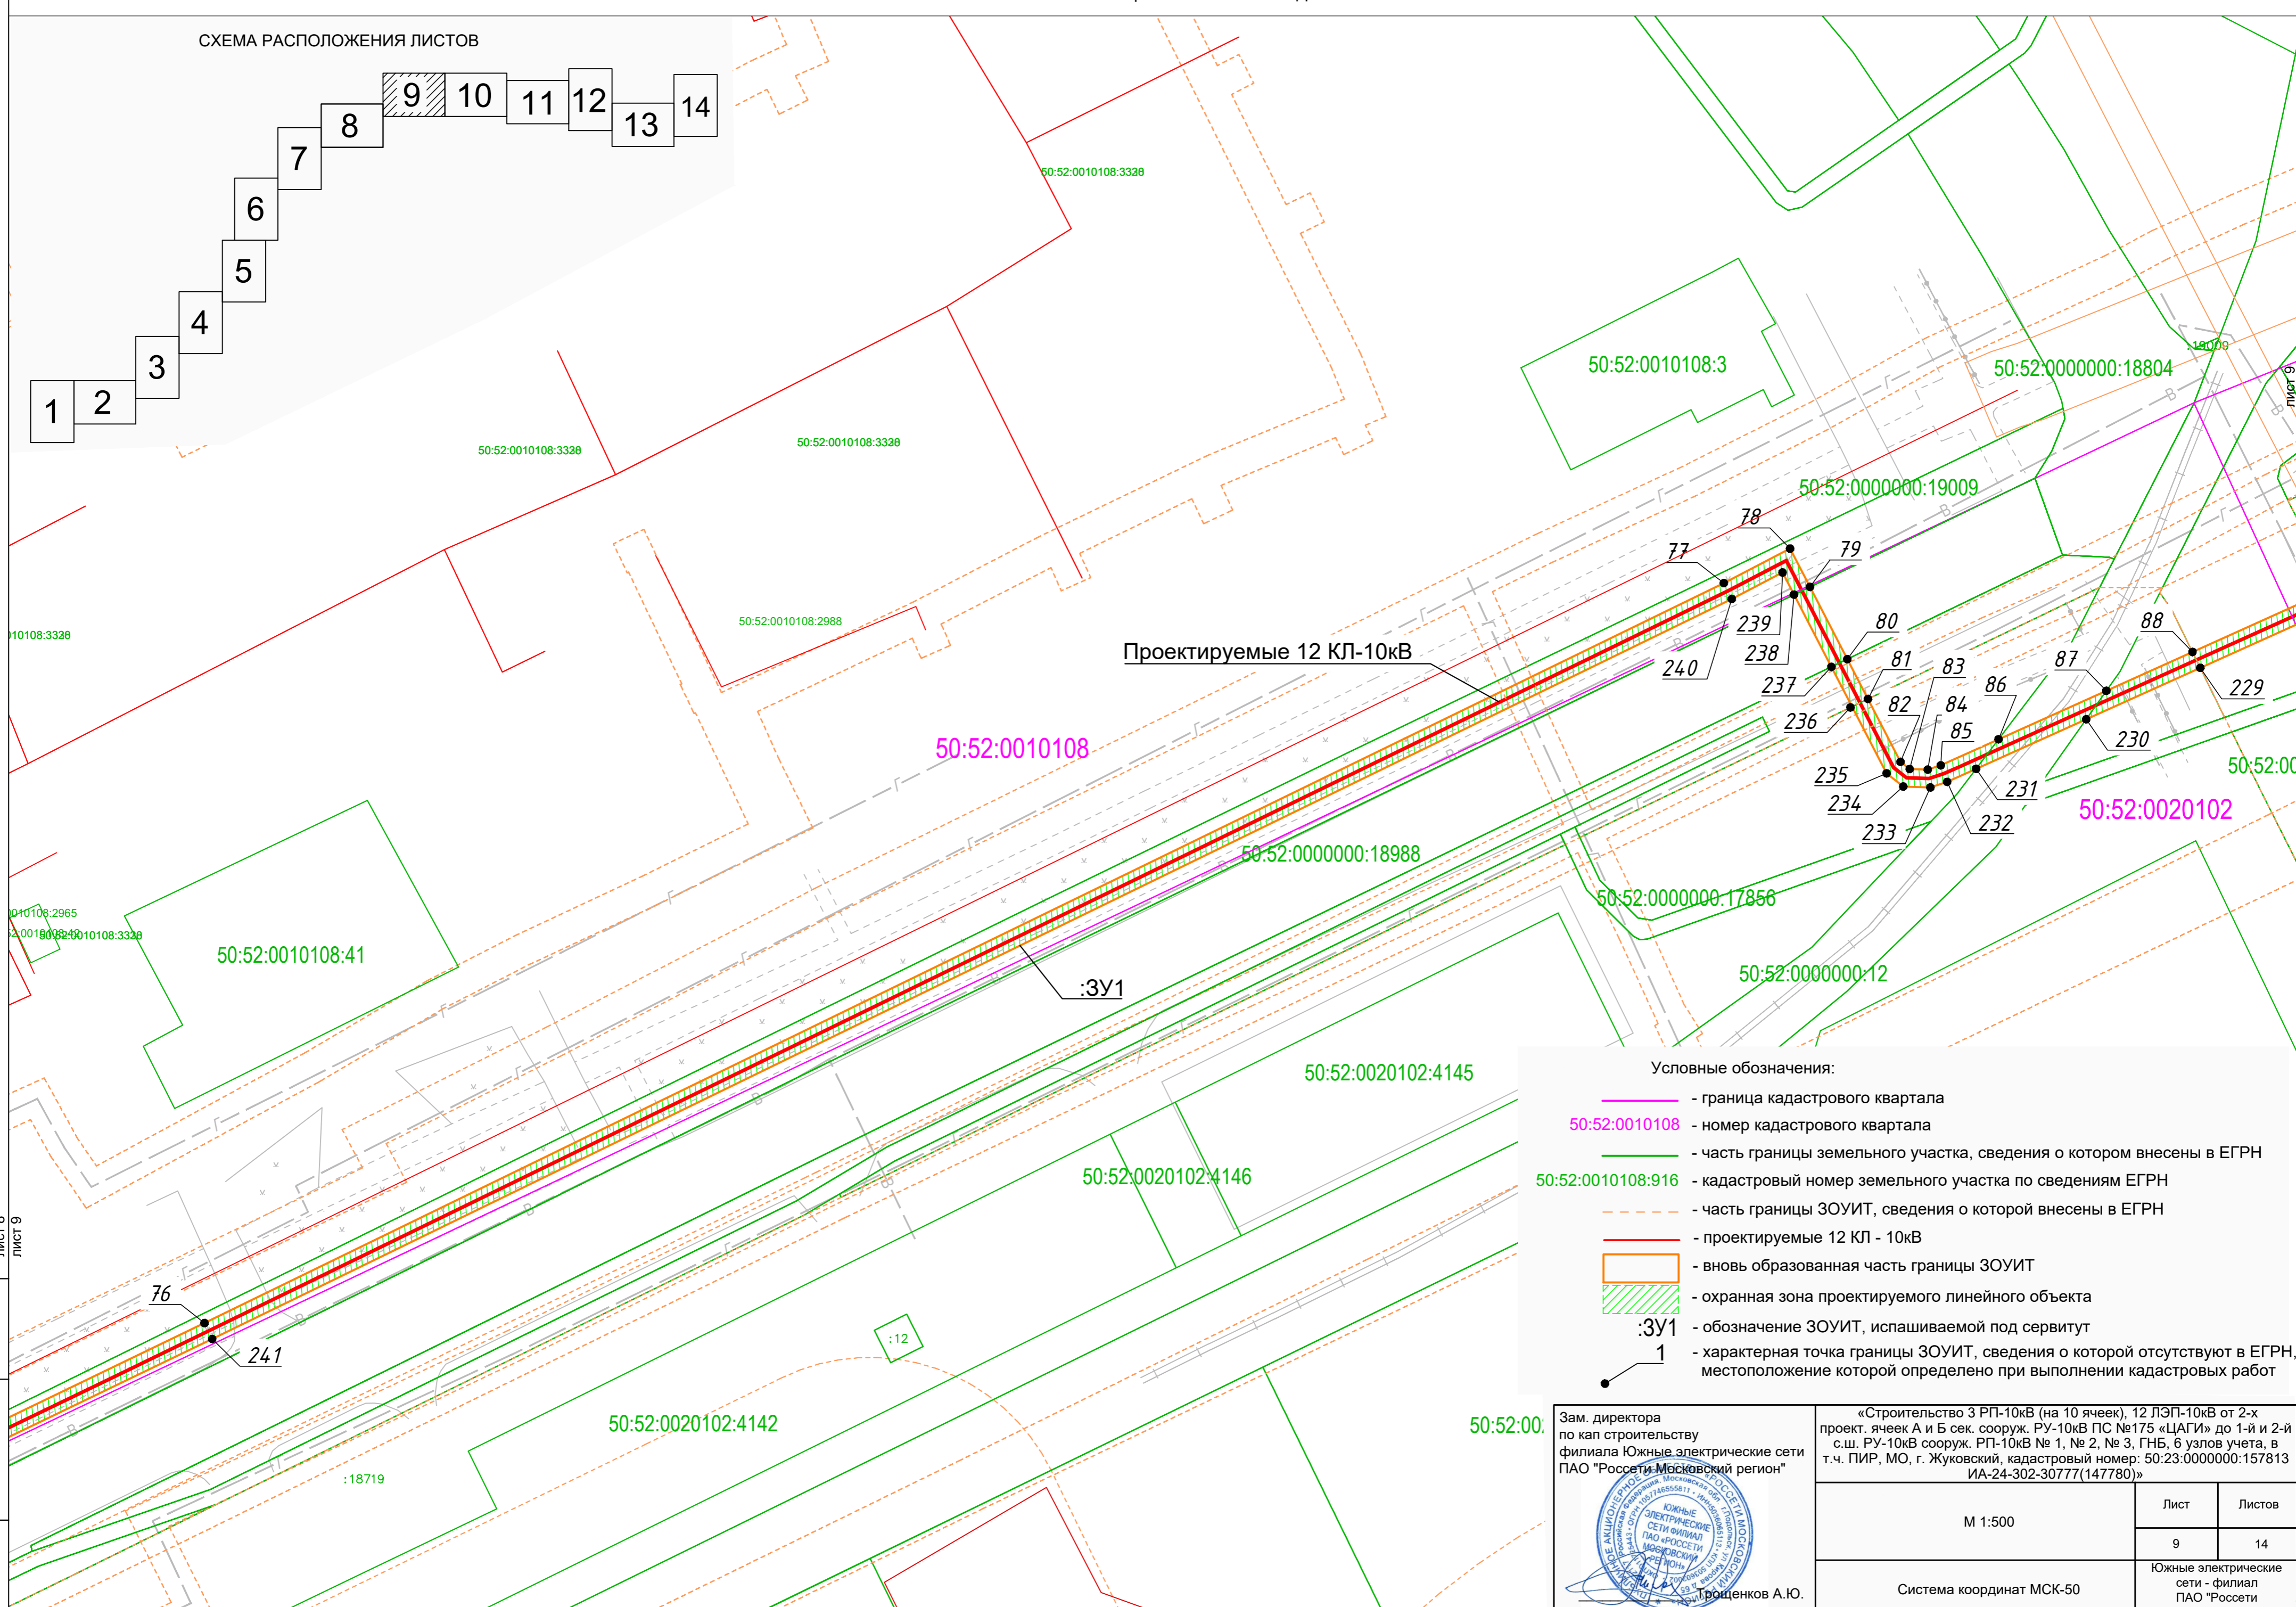 СХЕМА РАСПОЛОЖЕНИЯ ЛИСТОВ
1
2
3
4
5
6
7
8
9
10
11
12
13
14
50:52:0010108:3
50:52:0000000:18804
:19009
лист 9
50:52:0000000:19009
50:52:0010108:2988
Проектируемые 12 КЛ-10кВ
50:52:0010108
78
77
79
239
238
240
80
237
81
83
236
82
84
86
85
87
88
229
230
235
234
231
233
232
50:52:0020102
50:52:0000000:18988
50:52:0000000:17856
50:52:0000000:12
50:52:0010108:41
:ЗУ1
50:52:0020102:4145
50:52:0020102:4146
лист 9
76
241
:12
50:52:0020102:4142
:18719
Условные обозначения:
- граница кадастрового квартала
50:52:0010108 - номер кадастрового квартала
- часть границы земельного участка, сведения о котором внесены в ЕГРН
50:52:0010108:916 - кадастровый номер земельного участка по сведениям ЕГРН
- часть границы ЗОУИТ, сведения о которой внесены в ЕГРН
- проектируемые 12 КЛ - 10кВ
- вновь образованная часть границы ЗОУИТ
- охранная зона проектируемого линейного объекта
:ЗУ1 - обозначение ЗОУИТ, испашиваемой под сервитут
1 - характерная точка границы ЗОУИТ, сведения о которой отсутствуют в ЕГРН,
местоположение которой определено при выполнении кадастровых работ
Зам. директора
по кап строительству
филиала Южные электрические сети
ПАО "Россети Московский регион"
ЮЖНЫЕ
ЭЛЕКТРИЧЕСКИЕ
СЕТИ ФИЛИАЛ
ПАО «РОССЕТИ
МОСКОВСКИЙ
РЕГИОН»
Трощенков А.Ю.
«Строительство 3 РП-10кВ (на 10 ячеек), 12 ЛЭП-10кВ от 2-х
проект. ячеек А и Б сек. сооруж. РУ-10кВ ПС №175 «ЦАГИ» до 1-й и 2-й
с.ш. РУ-10кВ сооруж. РП-10кВ № 1, № 2, № 3, ГНБ, 6 узлов учета, в
т.ч. ПИР, МО, г. Жуковский, кадастровый номер: 50:23:0000000:157813
ИА-24-302-30777(147780)»
М 1:500
Лист
Листов
9
14
Система координат МСК-50
Южные электрические
сети - филиал
ПАО "Россети